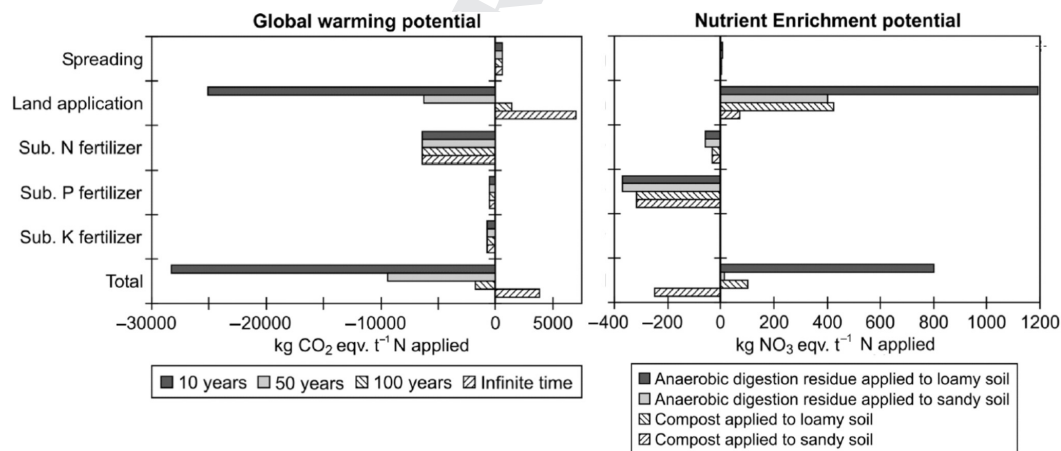 Global warming potential
Spreading
Land application
Sub. N fertilizer
Sub. P fertilizer
Sub. K fertilizer
Total
–30000 –20000 –10000 0 5000
kg CO₂ eqv. t⁻¹ N applied
10 years 50 years 100 years Infinite time
Nutrient Enrichment potential
–400 –200 0 200 400 600 800 1000 1200
kg NO₃ eqv. t⁻¹ N applied
Anaerobic digestion residue applied to loamy soil
Anaerobic digestion residue applied to sandy soil
Compost applied to loamy soil
Compost applied to sandy soil